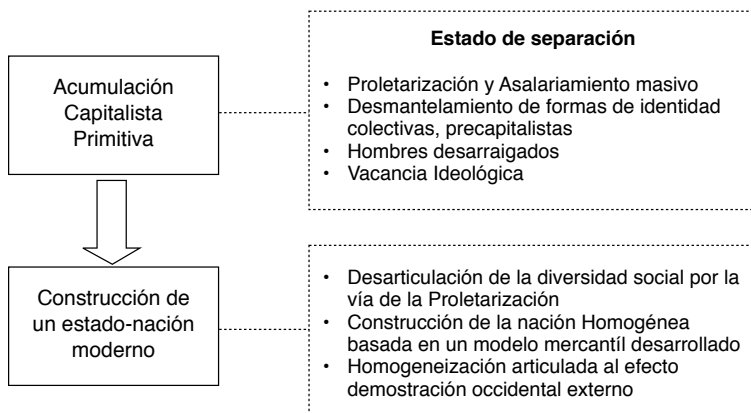 Acumulación
Capitalista
Primitiva
Estado de separación
• Proletarización y Asalariamiento masivo
• Desmantelamiento de formas de identidad
colectivas, precapitalistas
• Hombres desarraigados
• Vacancia Ideológica
Construcción de
un estado-nación
moderno
• Desarticulación de la diversidad social por la
vía de la Proletarización
• Construcción de la nación Homogénea
basada en un modelo mercantíl desarrollado
• Homogeneización articulada al efecto
demostración occidental externo